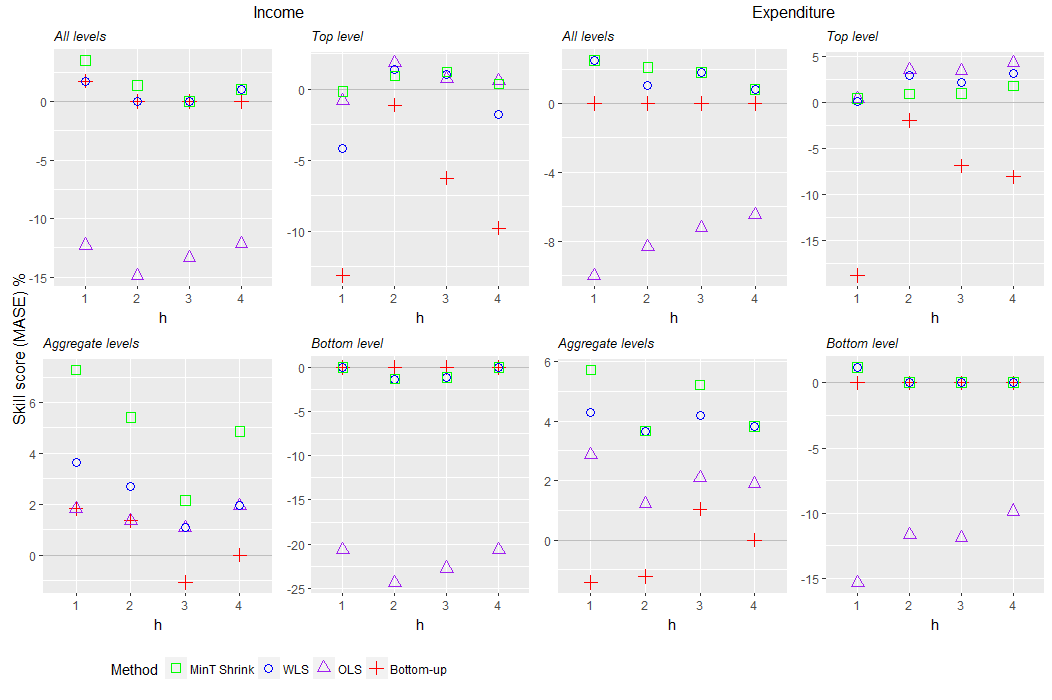 Income
Expenditure
All levels
Top level
All levels
Top level
0
-5
-10
-15
1 2 3 4
h
0
-5
-10
1 2 3 4
h
0
-4
-8
1 2 3 4
h
5
0
-5
-10
-15
1 2 3 4
h
Skill score (MASE) %
Aggregate levels
Bottom level
Aggregate levels
Bottom level
6
4
2
0
1 2 3 4
h
0
-5
-10
-15
-20
-25
1 2 3 4
h
6
4
2
0
1 2 3 4
h
0
-5
-10
-15
1 2 3 4
h
Method MinT Shrink WLS OLS Bottom-up